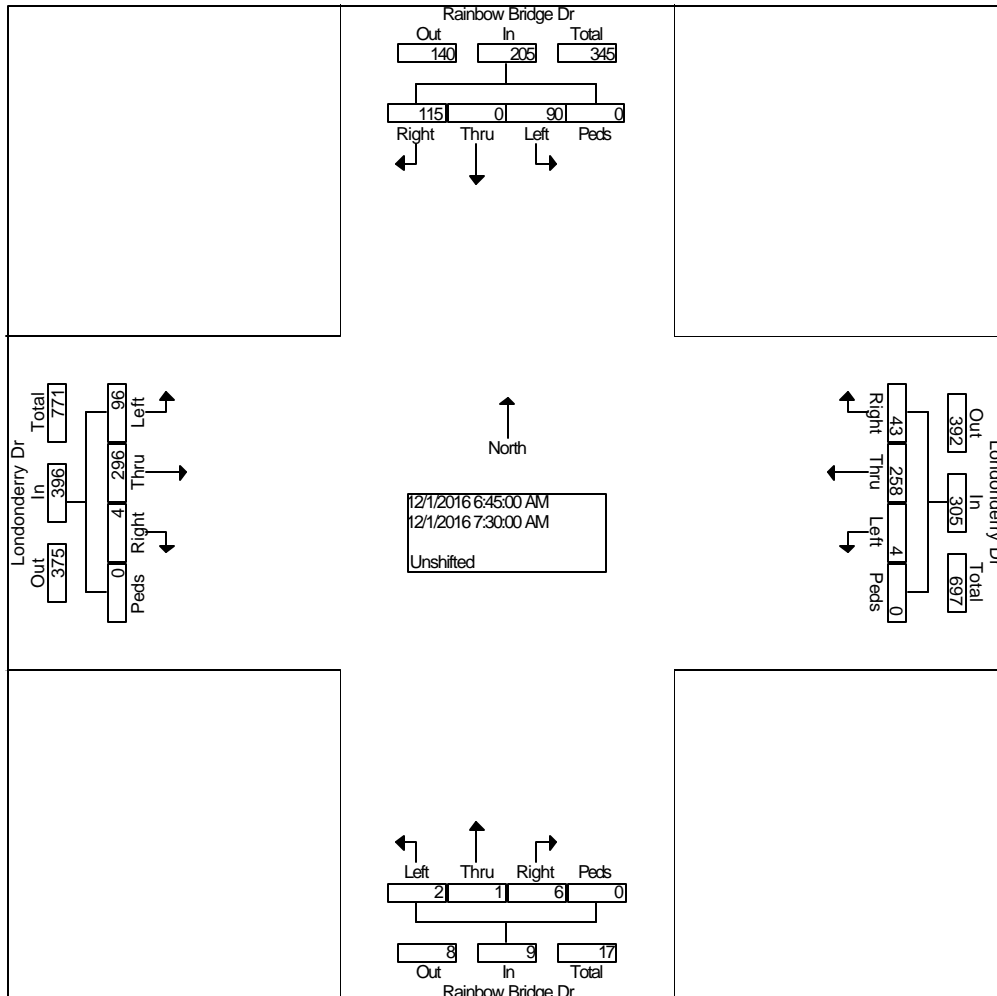 Rainbow Bridge Dr
Out In Total
140 205 345
115 0 90 0
Right Thru Left Peds
Londonderry Dr
Total In Out
771 396 375
96 296 4 0
Left Thru Right Peds
North
12/1/2016 6:45:00 AM
12/1/2016 7:30:00 AM
Unshifted
Right Thru Left Peds
43 258 4 0
392 305 697
Out In Total
Londonderry Dr
Left Thru Right Peds
2 1 6 0
8 9 17
Out In Total
Rainbow Bridge Dr